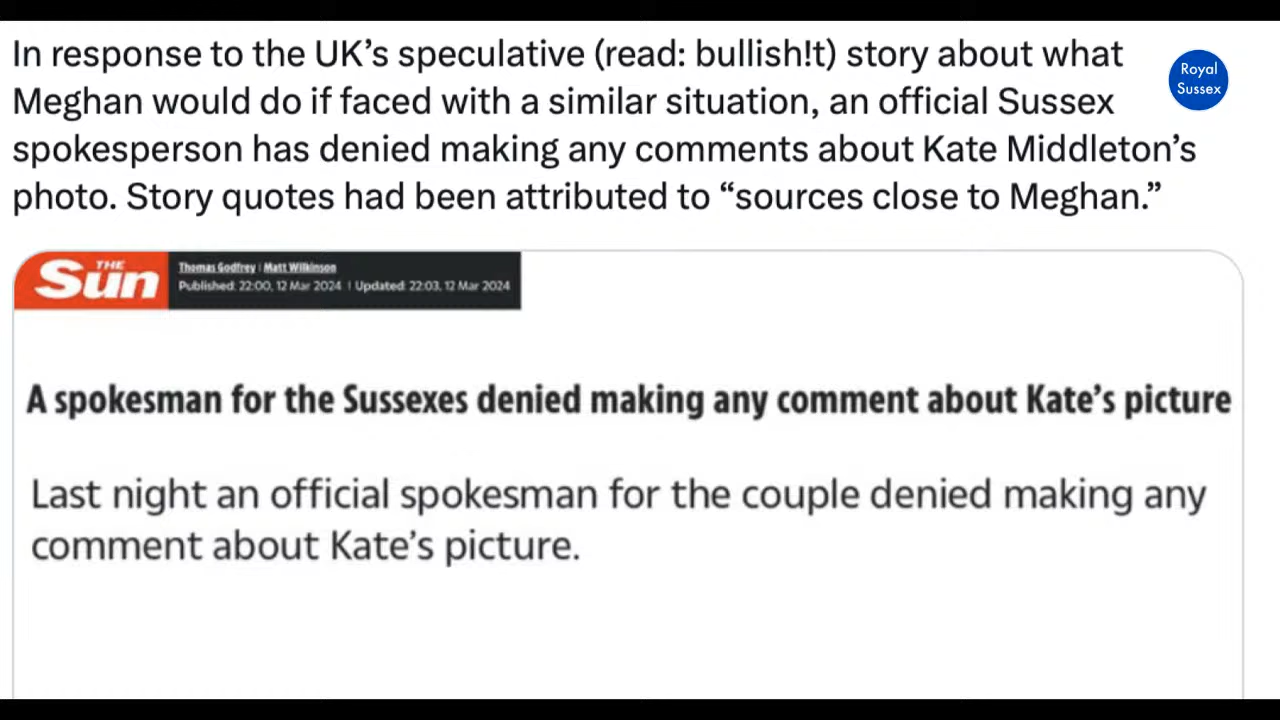 In response to the UK’s speculative (read: bullish!t) story about what
Meghan would do if faced with a similar situation, an official Sussex
spokesperson has denied making any comments about Kate Middleton’s
photo. Story quotes had been attributed to “sources close to Meghan.”
Royal
Sussex
THE
Sun
Thomas Godfrey | Matt Wilkinson
Published: 22:00, 12 Mar 2024 | Updated: 22:03, 12 Mar 2024
A spokesman for the Sussexes denied making any comment about Kate’s picture
Last night an official spokesman for the couple denied making any
comment about Kate’s picture.